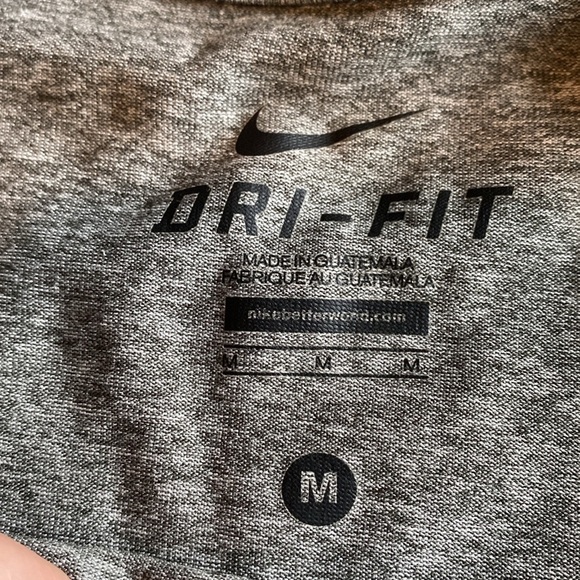 DRI-FIT
MADE IN GUATEMALA
FABRIQUE AU GUATEMALA
nikebetterworld.com
M M M
M